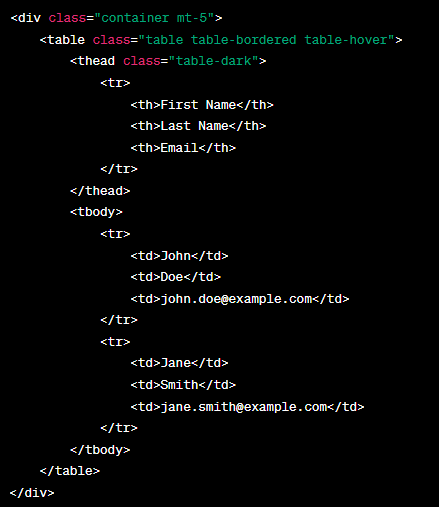 <div class="container mt-5">
    <table class="table table-bordered table-hover">
        <thead class="table-dark">
            <tr>
                <th>First Name</th>
                <th>Last Name</th>
                <th>Email</th>
            </tr>
        </thead>
        <tbody>
            <tr>
                <td>John</td>
                <td>Doe</td>
                <td>john.doe@example.com</td>
            </tr>
            <tr>
                <td>Jane</td>
                <td>Smith</td>
                <td>jane.smith@example.com</td>
            </tr>
        </tbody>
    </table>
</div>